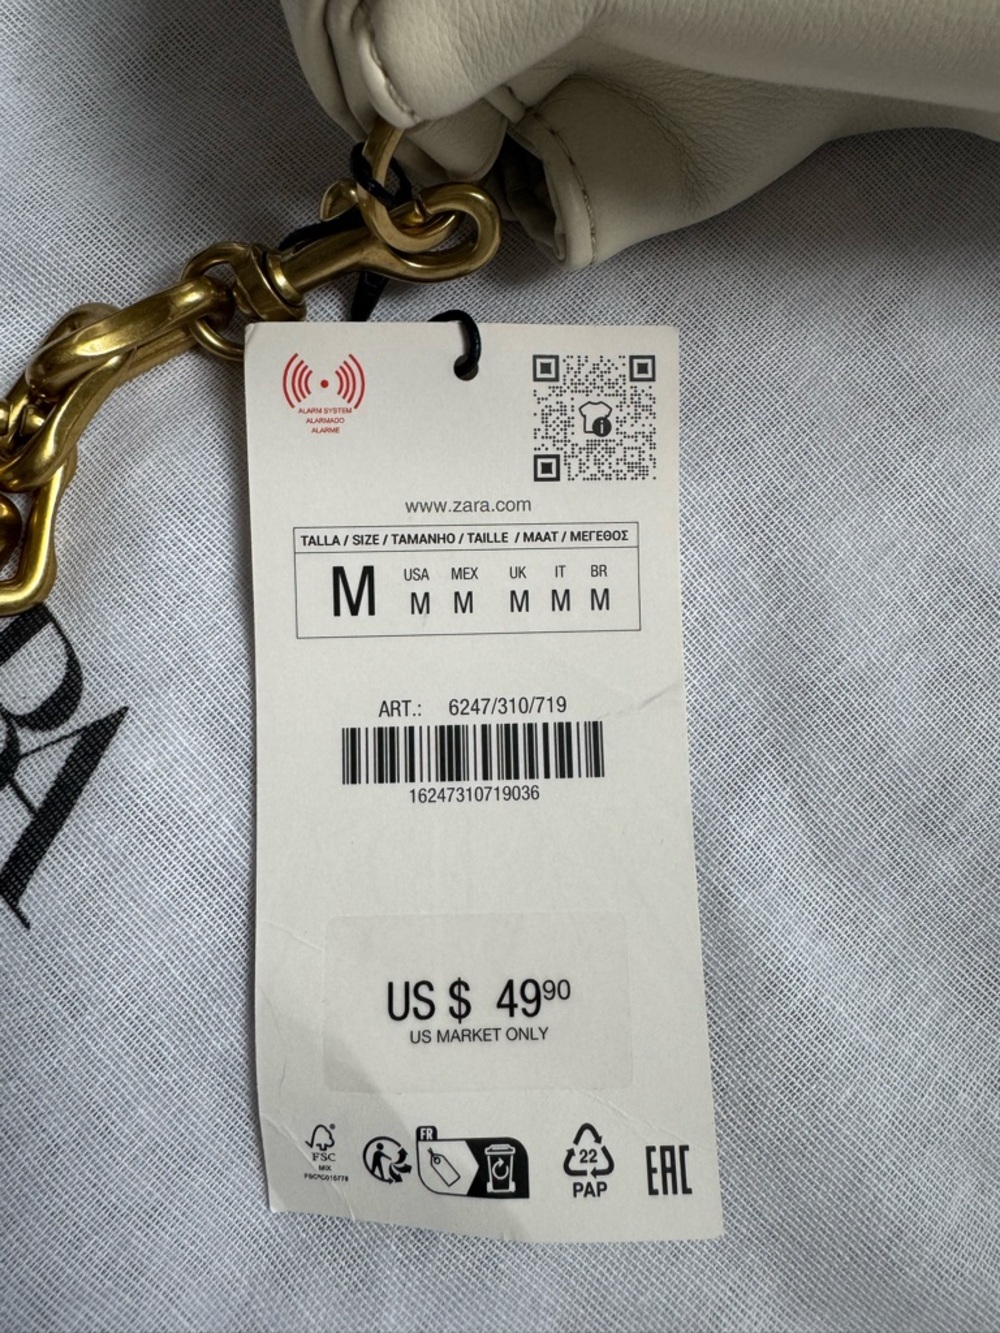 ALARM SYSTEM
ALARMADO
ALARME
www.zara.com
TALLA / SIZE / TAMANHO / TAILLE / MAAT / ΜΕΓΕΘΟΣ
USA MEX UK IT BR
M M M M M M
ART.: 6247/310/719
16247310719036
US $ 49⁹⁰
US MARKET ONLY
FR
FSC
MIX
22
PAP
EAC